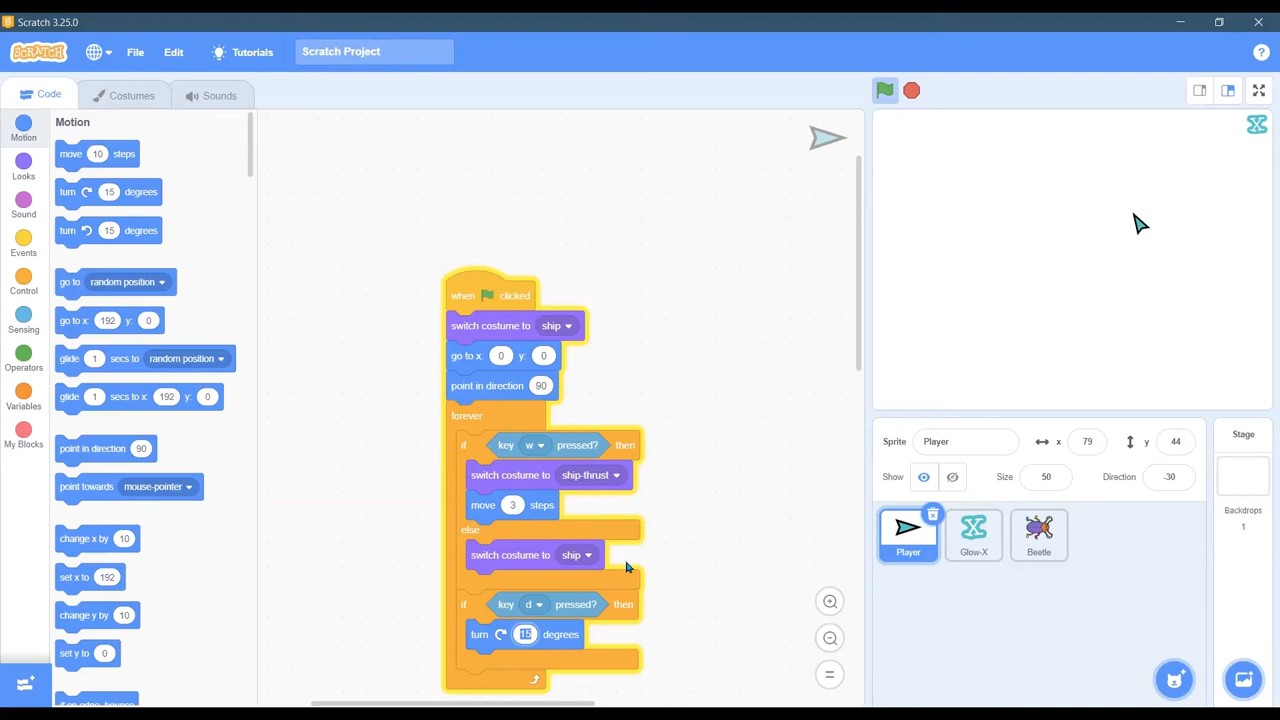 Scratch 3.25.0
SCRATCH
File
Edit
Tutorials
Scratch Project
?
Code
Costumes
Sounds
Motion
Looks
Sound
Events
Control
Sensing
Operators
Variables
My Blocks
Motion
move 10 steps
turn 15 degrees
turn 15 degrees
go to random position
go to x: 192 y: 0
glide 1 secs to random position
glide 1 secs to x: 192 y: 0
point in direction 90
point towards mouse-pointer
change x by 10
set x to 192
change y by 10
set y to 0
if on edge, bounce
when clicked
switch costume to ship
go to x: 0 y: 0
point in direction 90
forever
if key w pressed? then
switch costume to ship-thrust
move 3 steps
else
switch costume to ship
if key d pressed? then
turn 15 degrees
Sprite Player x 79 y 44
Show Size 50 Direction -30
Player
Glow-X
Beetle
Stage
Backdrops
1